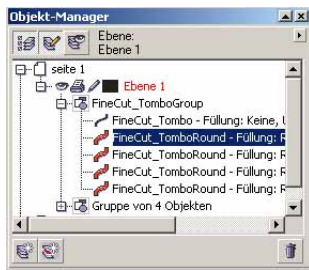 Objekt-Manager
Ebene:
Ebene 1
seite 1
Ebene 1
FineCut_TomboGroup
FineCut_Tombo - Füllung: Keine, U
FineCut_TomboRound - Füllung: R
FineCut_TomboRound - Füllung: R
FineCut_TomboRound - Füllung: R
FineCut_TomboRound - Füllung: R
Gruppe von 4 Objekten